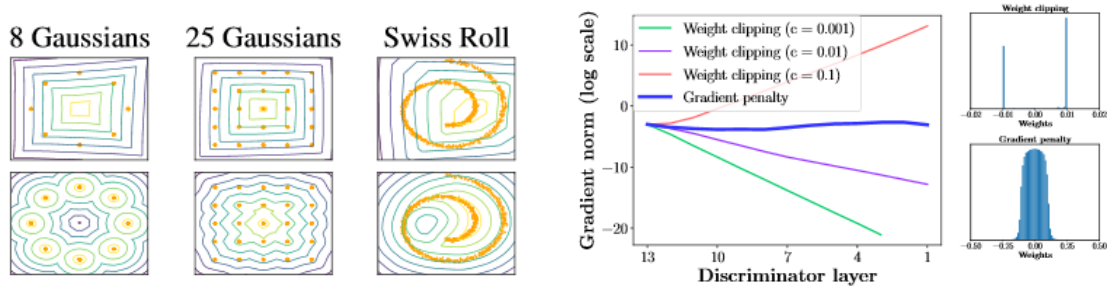 8 Gaussians
25 Gaussians
Swiss Roll
Gradient norm (log scale)
10
0
−10
−20
Weight clipping (c = 0.001)
Weight clipping (c = 0.01)
Weight clipping (c = 0.1)
Gradient penalty
13
10
7
4
1
Discriminator layer
Weight clipping
−0.02
−0.01
0.00
0.01
0.02
Weights
Gradient penalty
−0.50
−0.25
0.00
0.25
0.50
Weights